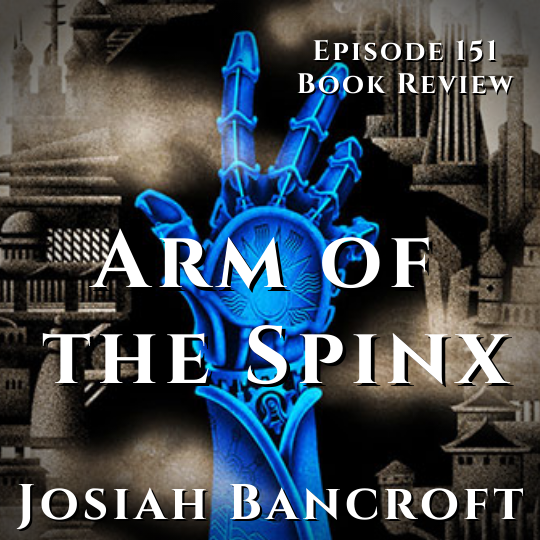 Episode 151
Book Review
Arm of
the Spinx
Josiah Bancroft